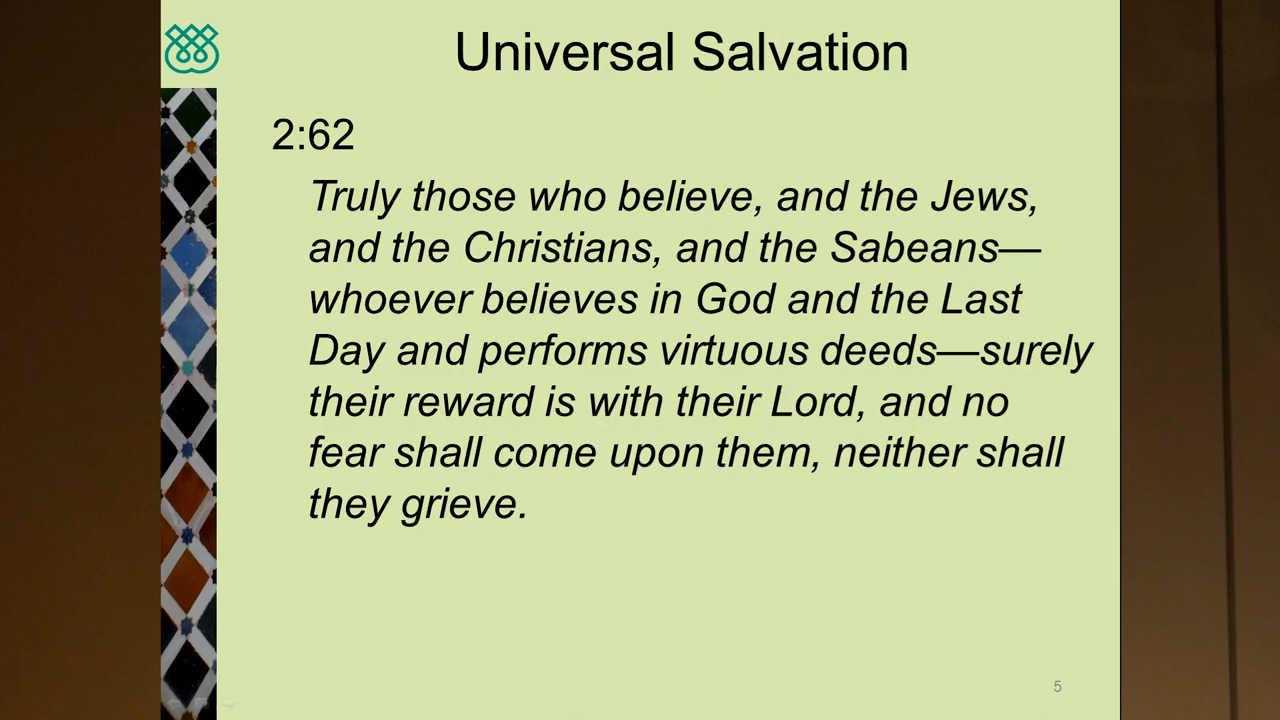 Universal Salvation
2:62
Truly those who believe, and the Jews,
and the Christians, and the Sabeans—
whoever believes in God and the Last
Day and performs virtuous deeds—surely
their reward is with their Lord, and no
fear shall come upon them, neither shall
they grieve.
5